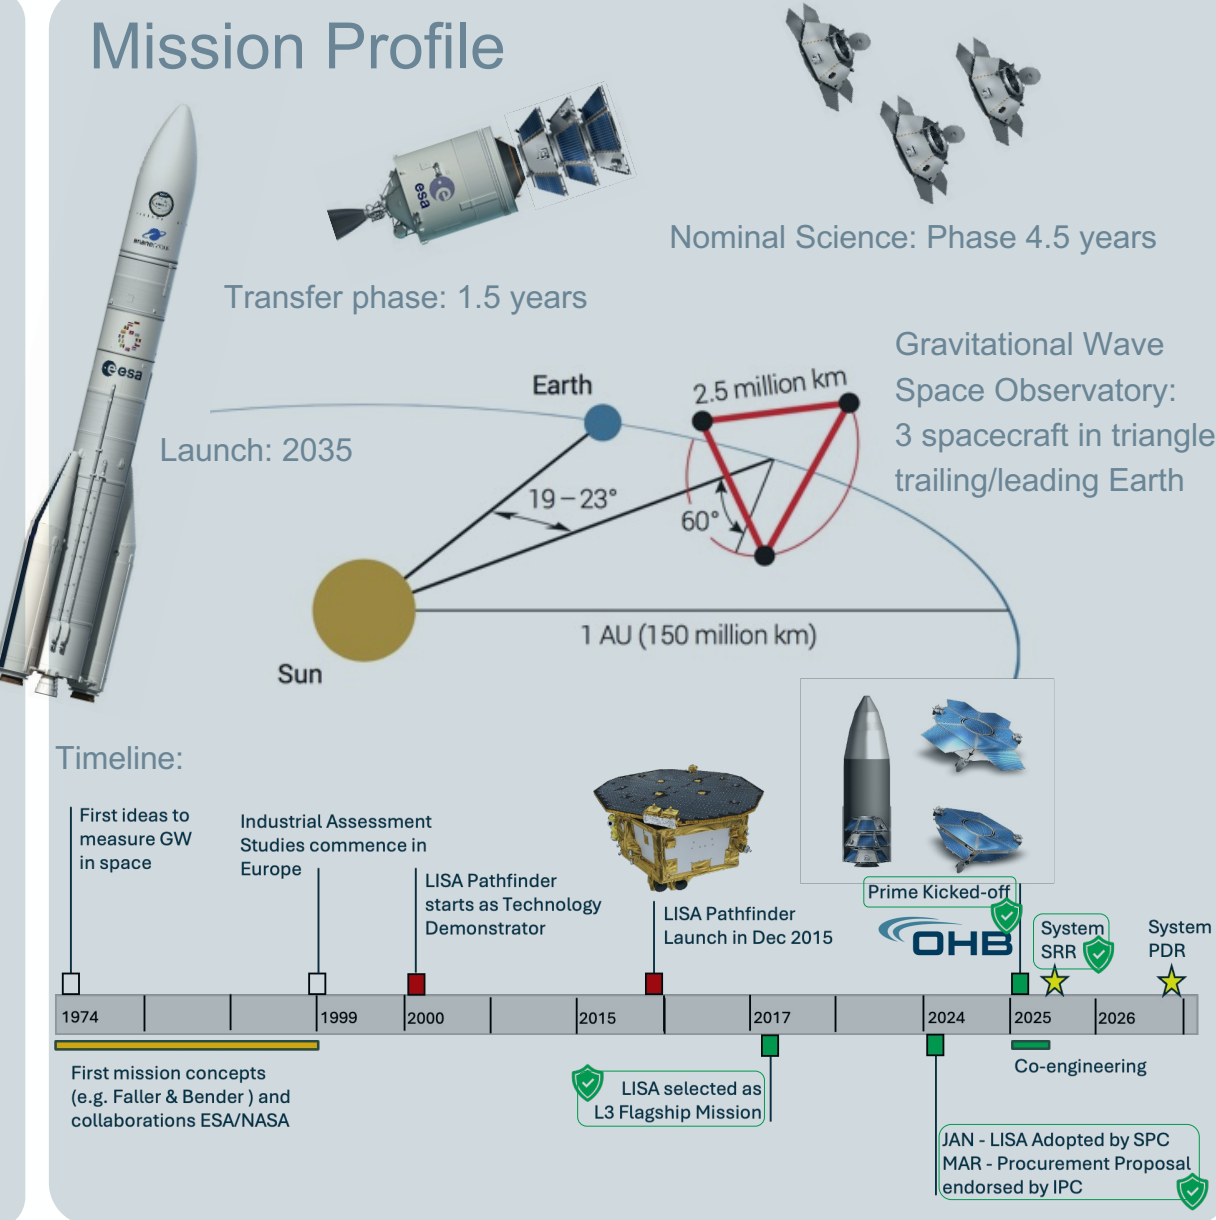 Mission Profile
arianespace
esa
esa
Nominal Science: Phase 4.5 years
Transfer phase: 1.5 years
Launch: 2035
Gravitational Wave
Space Observatory:
3 spacecraft in triangle
trailing/leading Earth
Earth
2.5 million km
19–23°
60°
1 AU (150 million km)
Sun
Timeline:
First ideas to
measure GW
in space
Industrial Assessment
Studies commence in
Europe
LISA Pathfinder
starts as Technology
Demonstrator
LISA Pathfinder
Launch in Dec 2015
Prime Kicked-off
OHB
System
SRR
System
PDR
1974
1999
2000
2015
2017
2024
2025
2026
First mission concepts
(e.g. Faller & Bender ) and
collaborations ESA/NASA
LISA selected as
L3 Flagship Mission
Co-engineering
JAN - LISA Adopted by SPC
MAR - Procurement Proposal
endorsed by IPC